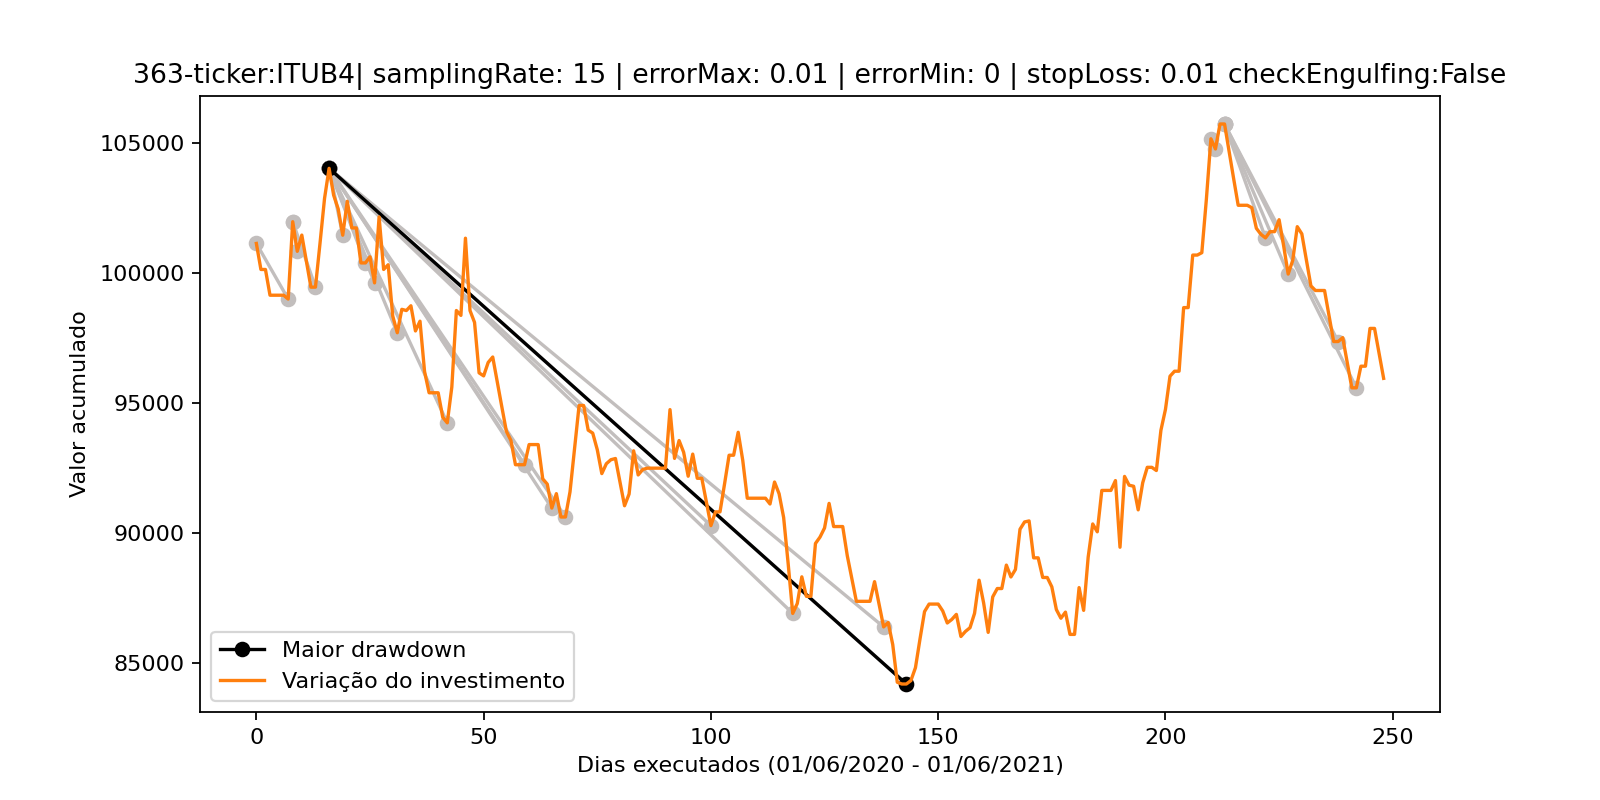 363-ticker:ITUB4| samplingRate: 15 | errorMax: 0.01 | errorMin: 0 | stopLoss: 0.01 checkEngulfing:False
Valor acumulado
105000
100000
95000
90000
85000
Maior drawdown
Variação do investimento
0 50 100 150 200 250
Dias executados (01/06/2020 - 01/06/2021)